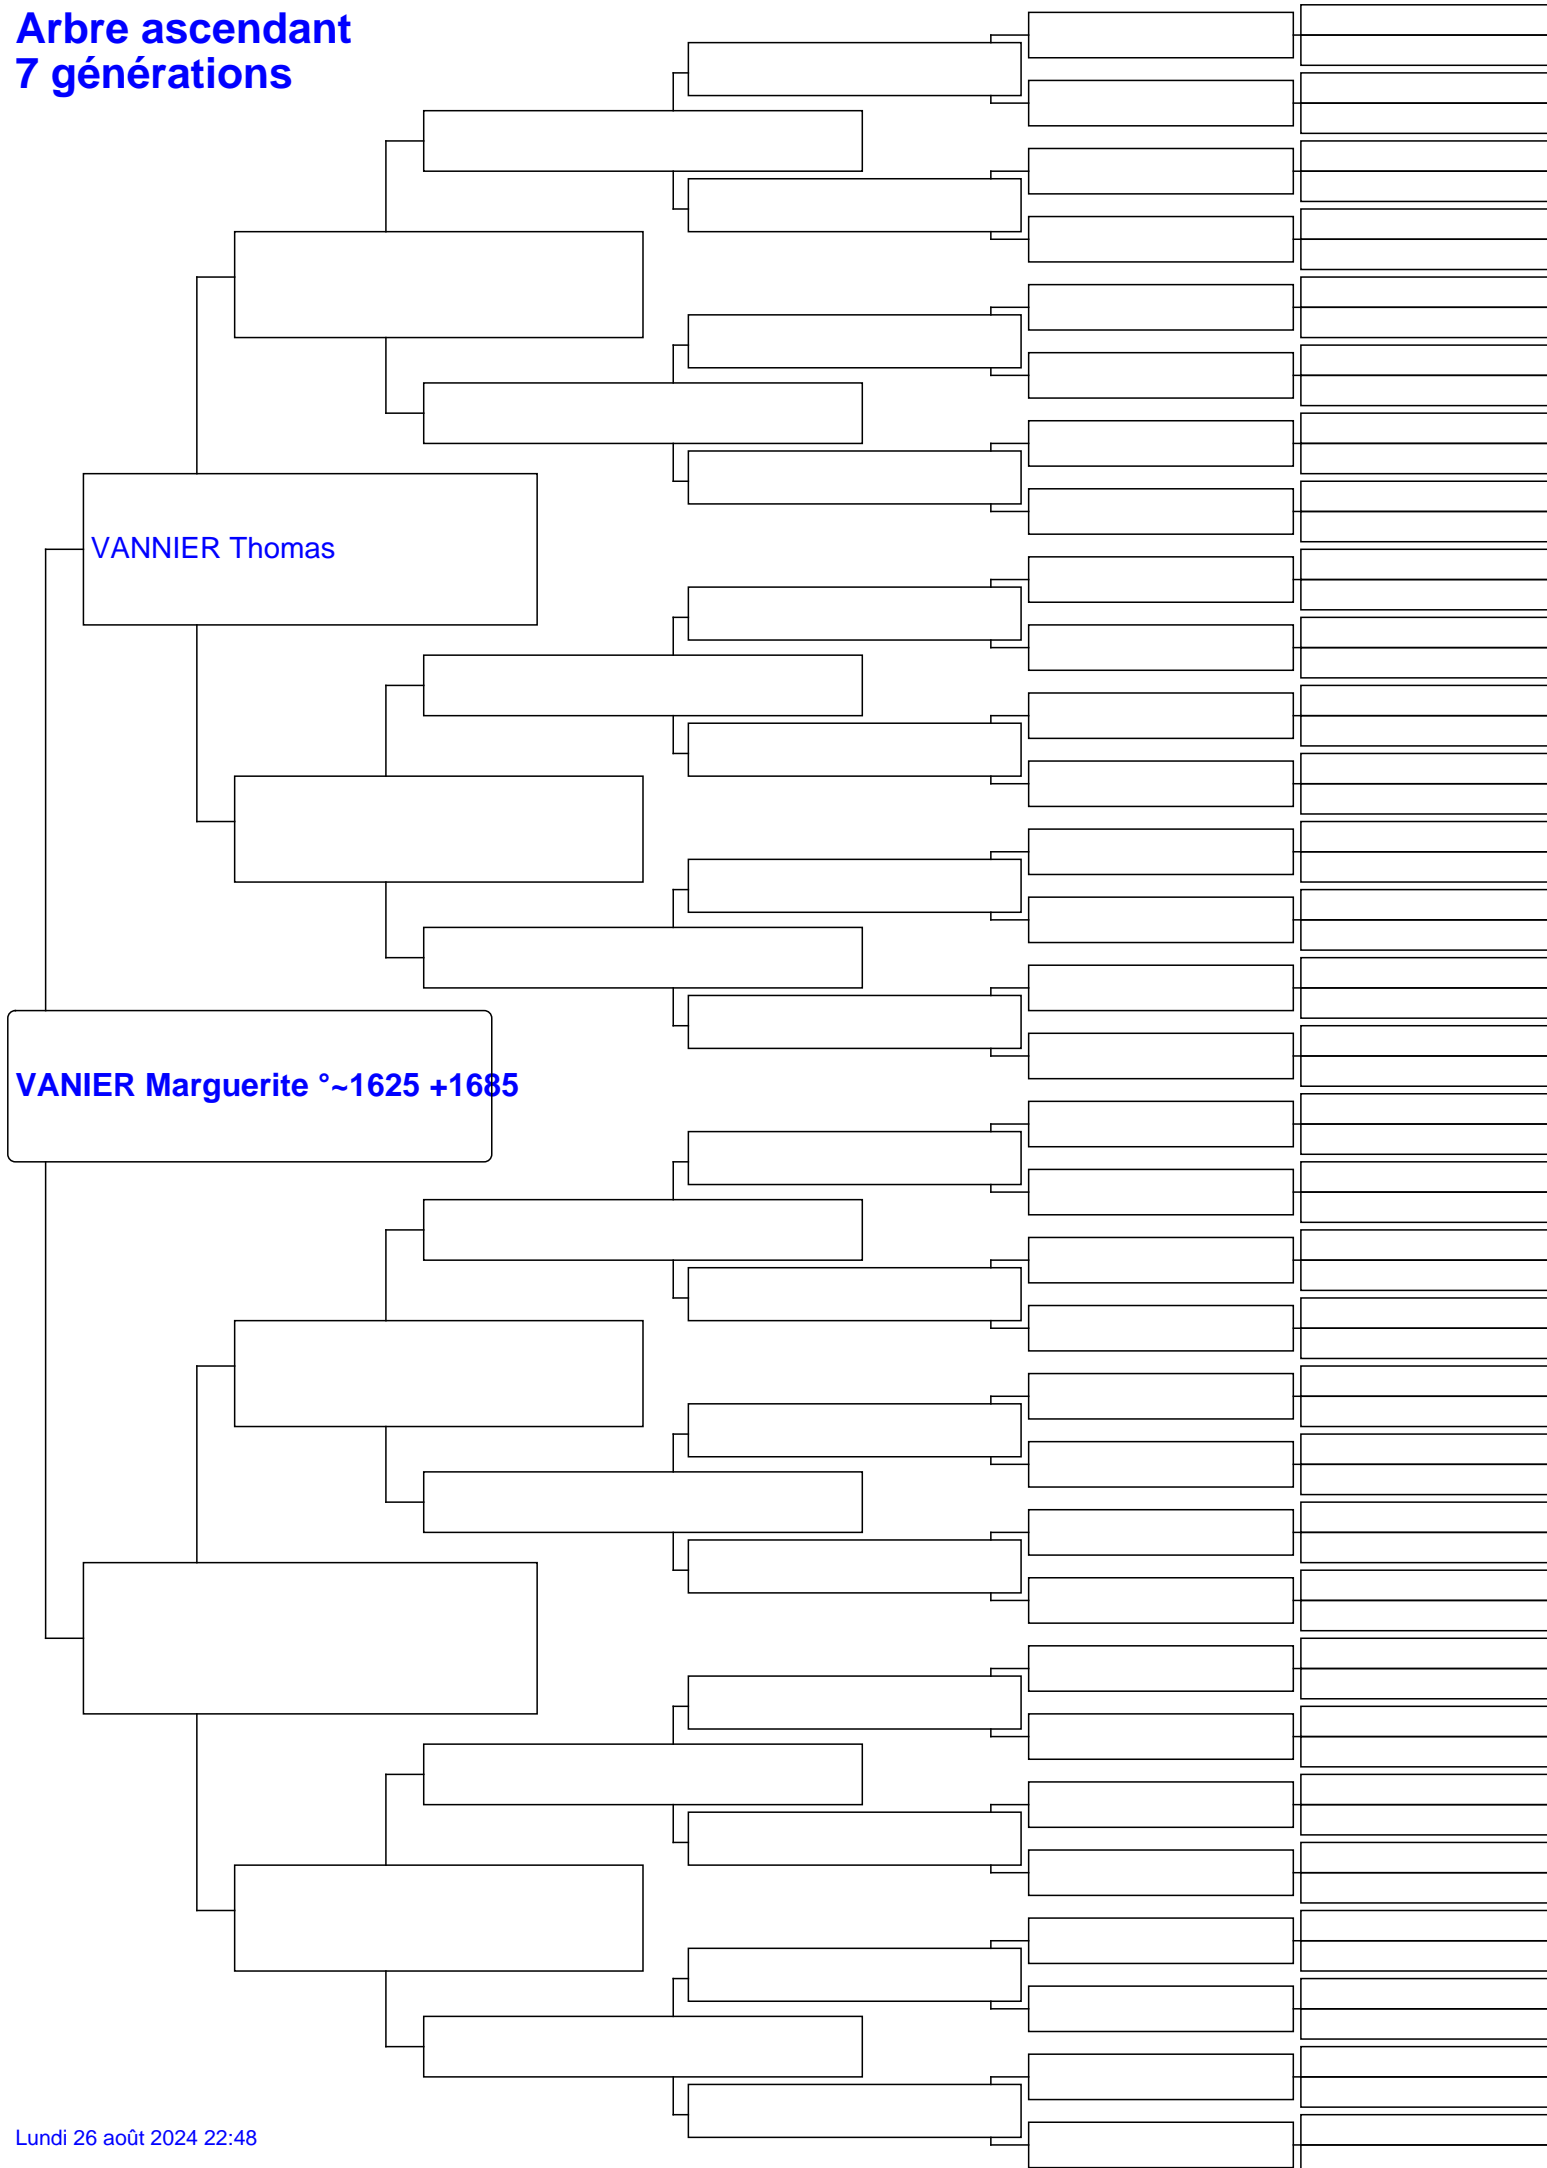 Arbre ascendant
7 générations
VANNIER Thomas
VANIER Marguerite °~1625 +1685
Lundi 26 août 2024 22:48